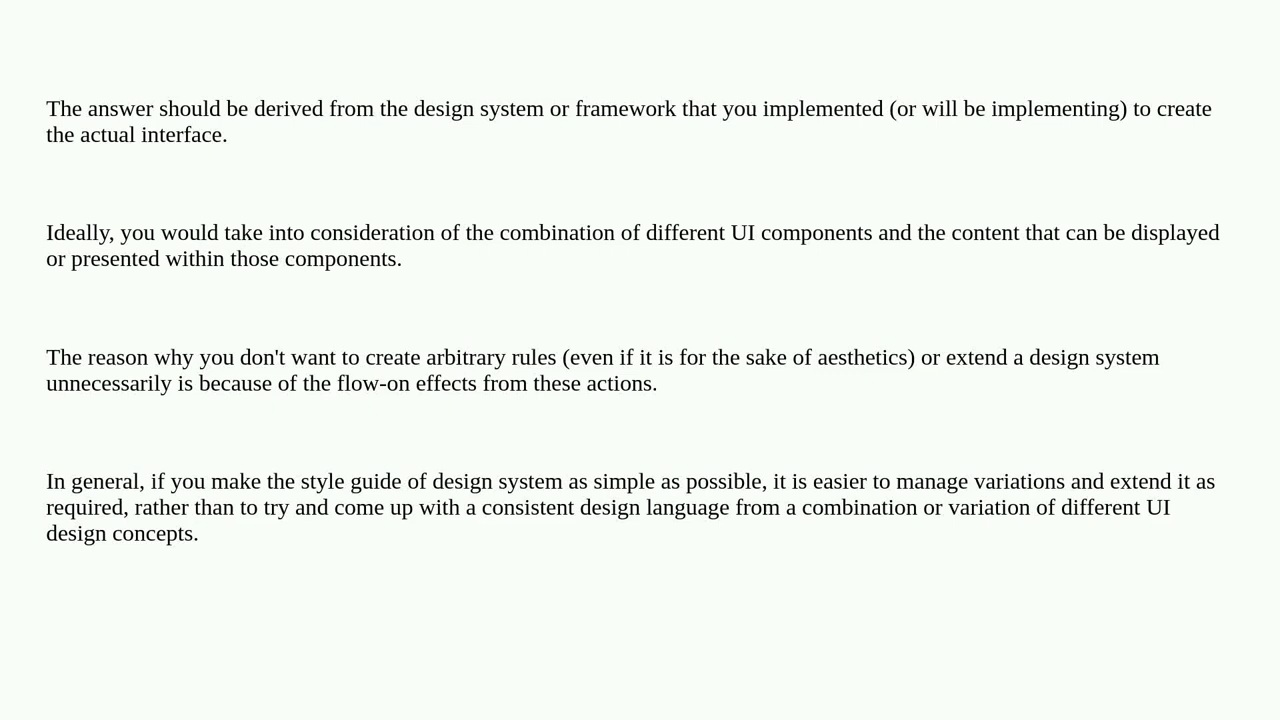 The answer should be derived from the design system or framework that you implemented (or will be implementing) to create
the actual interface.
Ideally, you would take into consideration of the combination of different UI components and the content that can be displayed
or presented within those components.
The reason why you don't want to create arbitrary rules (even if it is for the sake of aesthetics) or extend a design system
unnecessarily is because of the flow-on effects from these actions.
In general, if you make the style guide of design system as simple as possible, it is easier to manage variations and extend it as
required, rather than to try and come up with a consistent design language from a combination or variation of different UI
design concepts.